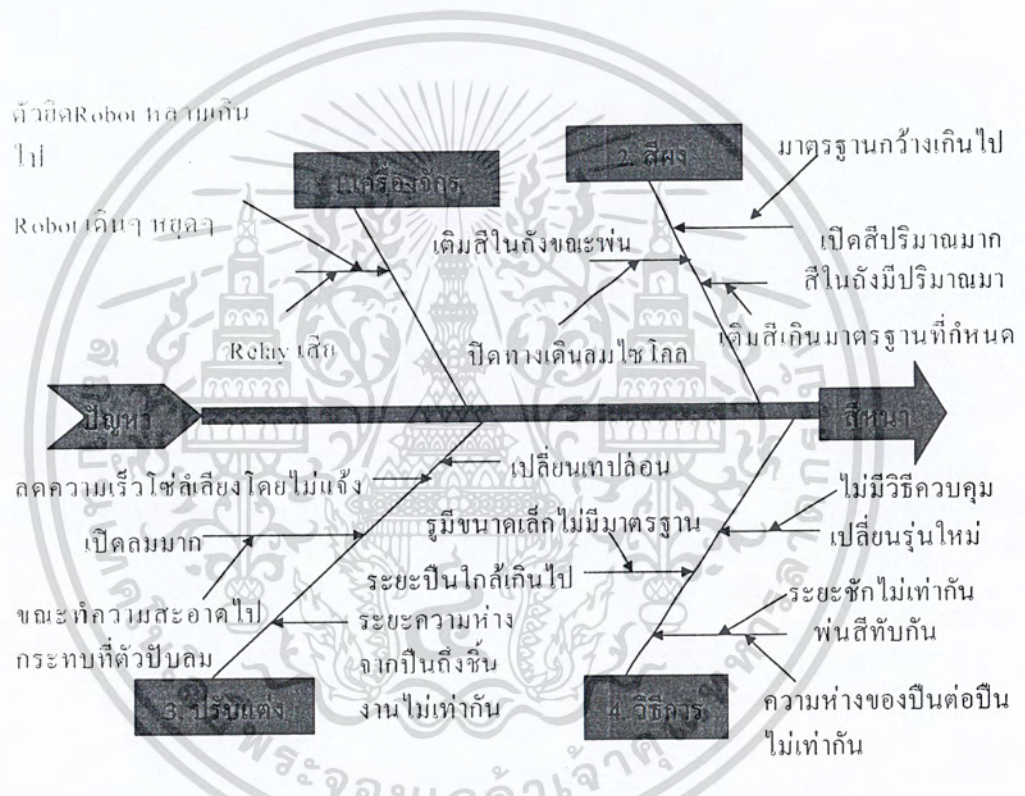 ตัวยึดRobot หลวมเกิน
ไป
Robot เดินๆ หยุดๆ
1.เครื่องจักร
2. สีผง
มาตรฐานกว้างเกินไป
เติมสีในถังขณะพ่น
เปิดสีปริมาณมาก
สีในถังมีปริมาณมา
Relay เสีย
ปิดทางเดินลมไซโคล
เติมสีเกินมาตรฐานที่กำหนด
ปัญหา
สีหนา
ลดความเร็วโซ่ลำเลียงโดยไม่แจ้ง
เปลี่ยนเทปล่อน
ไม่มีวิธีควบคุม
รูมีขนาดเล็กไม่มีมาตรฐาน
เปลี่ยนรุ่นใหม่
เปิดลมมาก
ระยะปืนใกล้เกินไป
ระยะชักไม่เท่ากัน
ขณะทำความสะอาดไป
กระทบที่ตัวปับลม
ระยะความห่าง
จากปืนถึงชิ้น
งานไม่เท่ากัน
พ่นสีทับกัน
3. ปรับแต่ง
4. วิธีการ
ความห่างของปืนต่อปืน
ไม่เท่ากัน